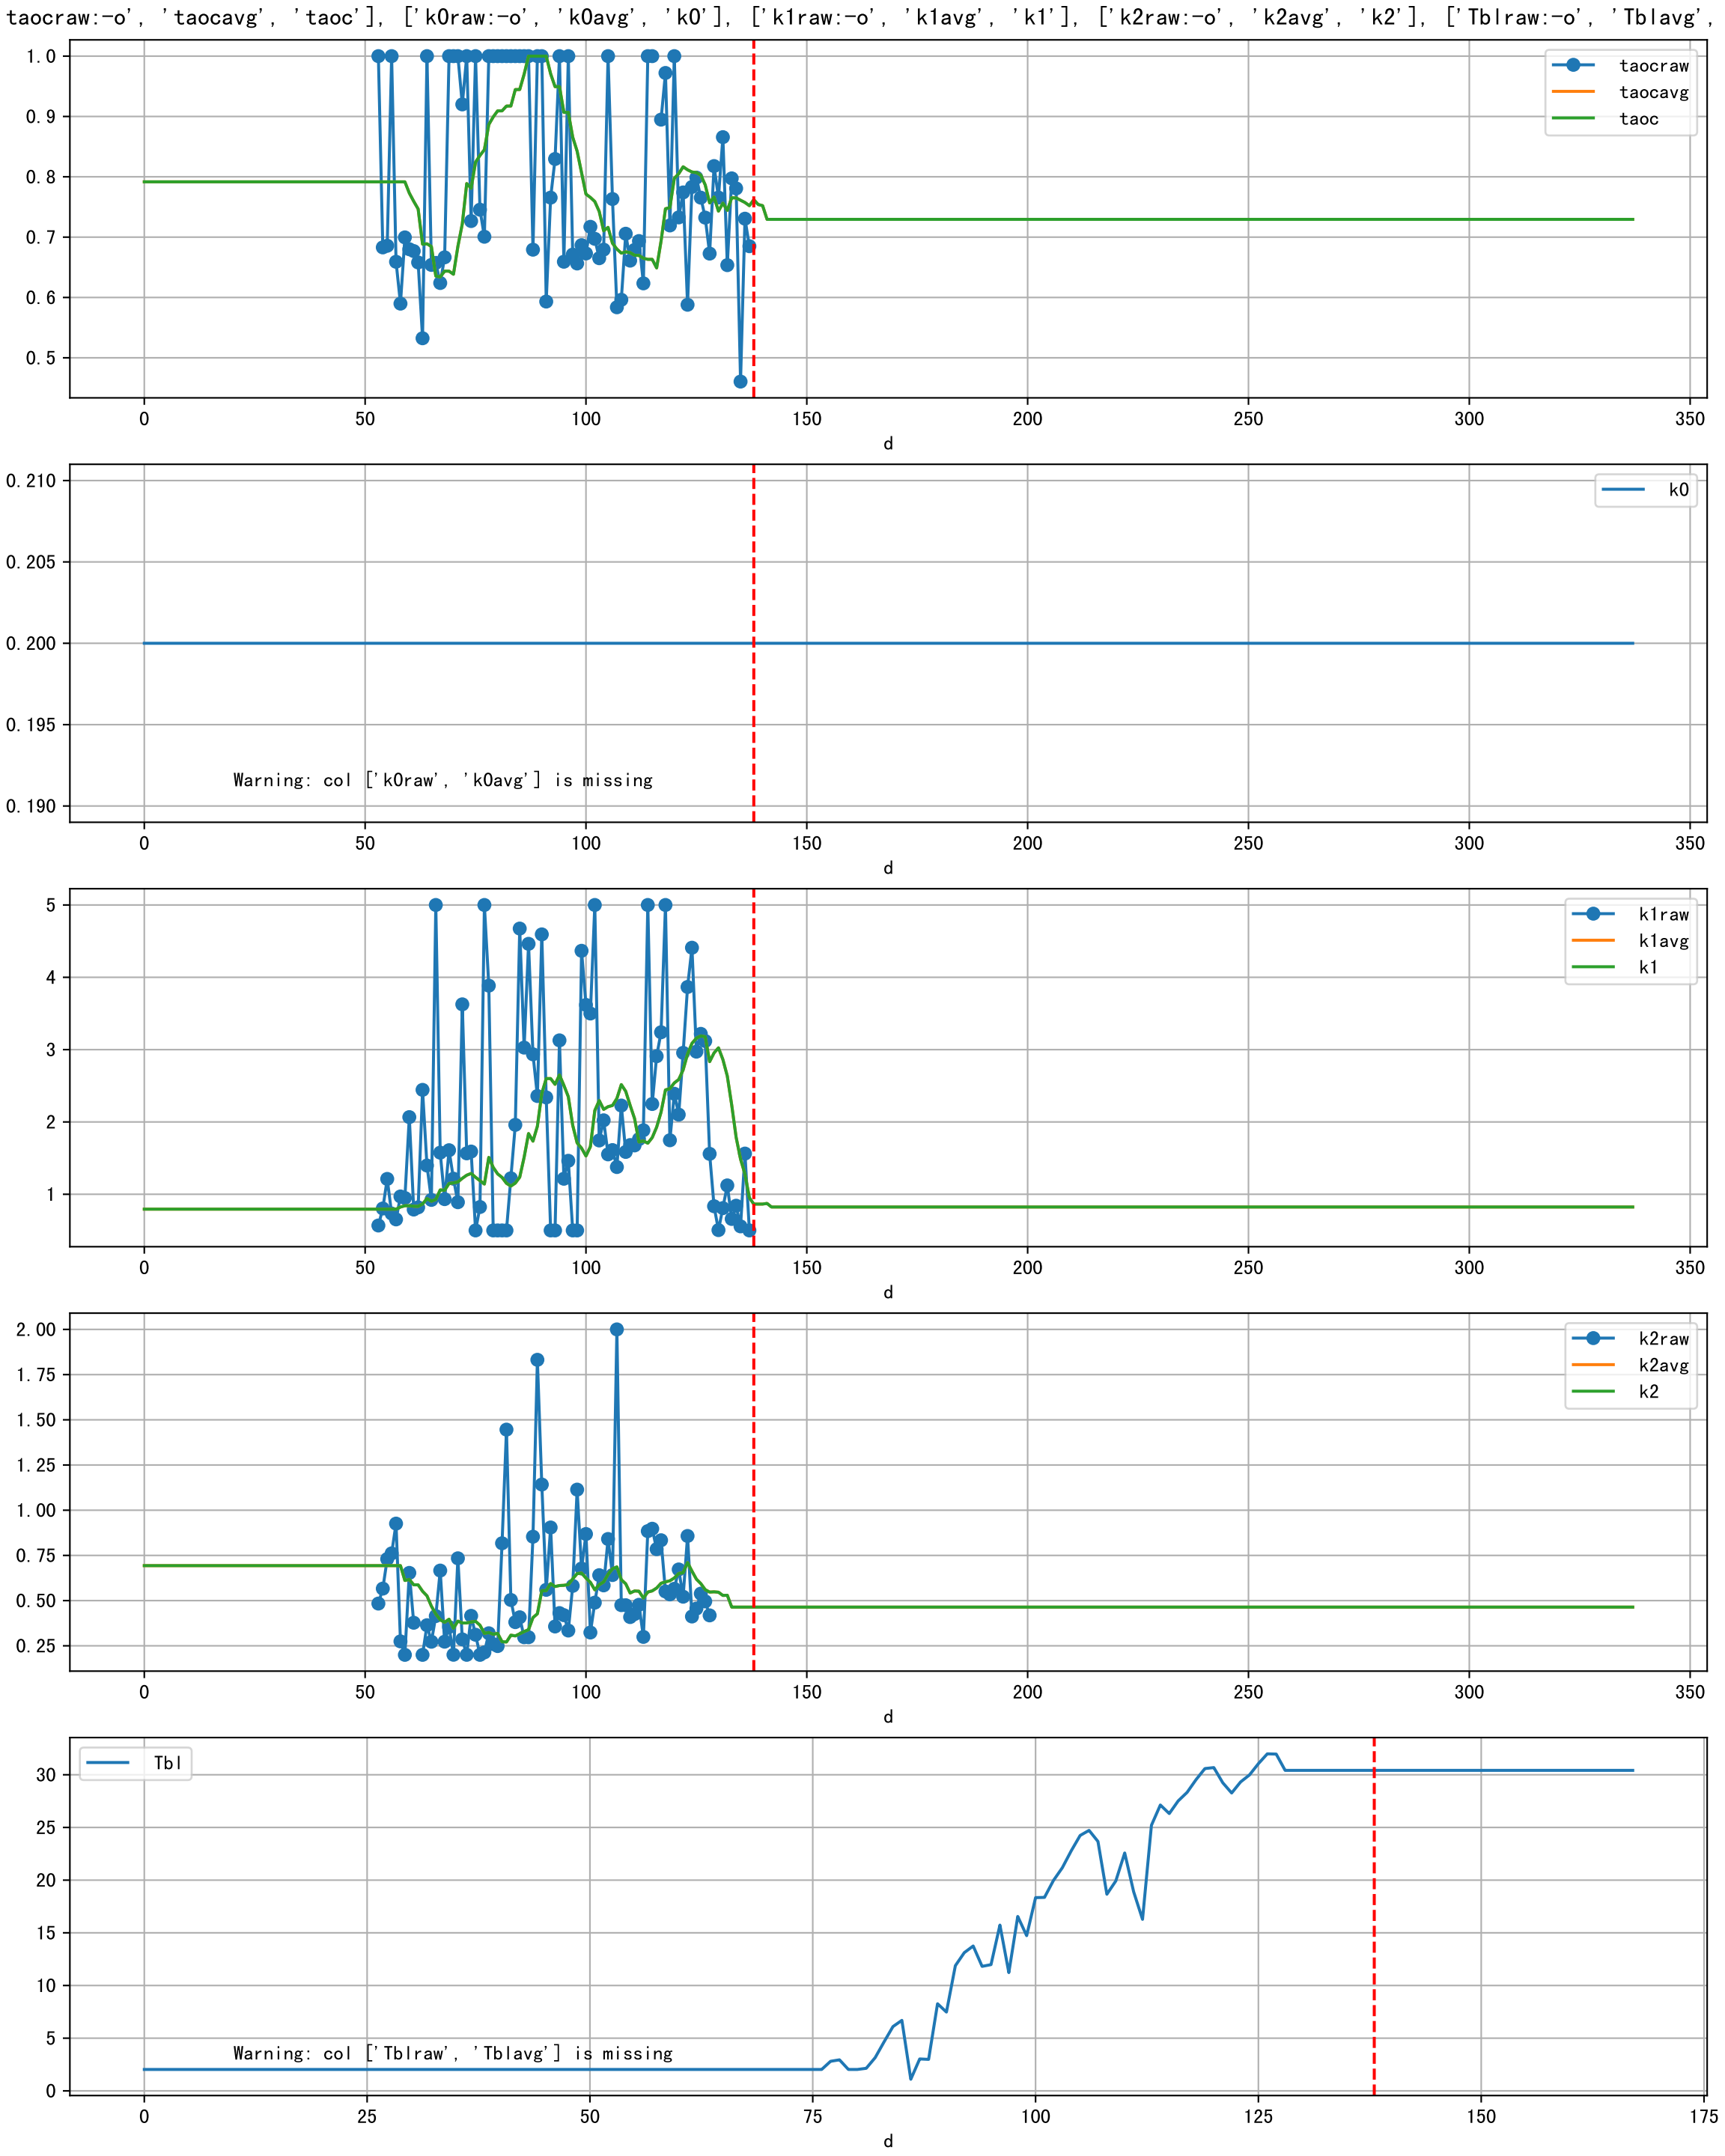 taocraw:-o', 'taocavg', 'taoc'], ['k0raw:-o', 'k0avg', 'k0'], ['k1raw:-o', 'k1avg', 'k1'], ['k2raw:-o', 'k2avg', 'k2'], ['Tblraw:-o', 'Tblavg',
1.0
0.9
0.8
0.7
0.6
0.5
taocraw
taocavg
taoc
0 50 100 150 200 250 300 350
d
0.210
0.205
0.200
0.195
0.190
k0
Warning: col ['k0raw', 'k0avg'] is missing
0 50 100 150 200 250 300 350
d
5
4
3
2
1
k1raw
k1avg
k1
0 50 100 150 200 250 300 350
d
2.00
1.75
1.50
1.25
1.00
0.75
0.50
0.25
k2raw
k2avg
k2
0 50 100 150 200 250 300 350
d
Tbl
30
25
20
15
10
5
0
Warning: col ['Tblraw', 'Tblavg'] is missing
0 25 50 75 100 125 150 175
d